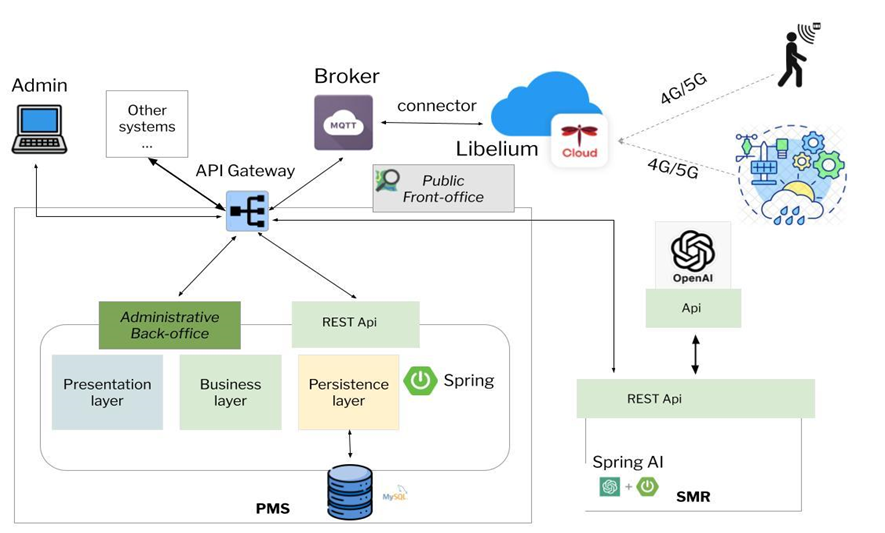 Admin
Other
systems
...
API Gateway
Broker
MQTT
connector
Libelium
Cloud
4G/5G
4G/5G
Public
Front-office
OpenAI
Api
Administrative
Back-office
REST Api
Presentation
layer
Business
layer
Persistence
layer
Spring
REST Api
Spring AI
+
SMR
PMS
MySQL